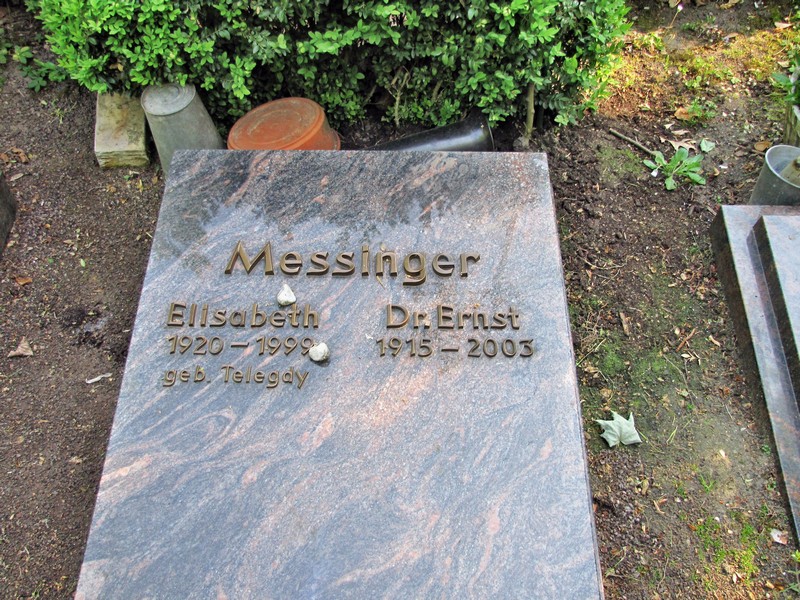 Messinger
Elisabeth Dr. Ernst
1920 – 1999 1915 – 2003
geb. Telegdy